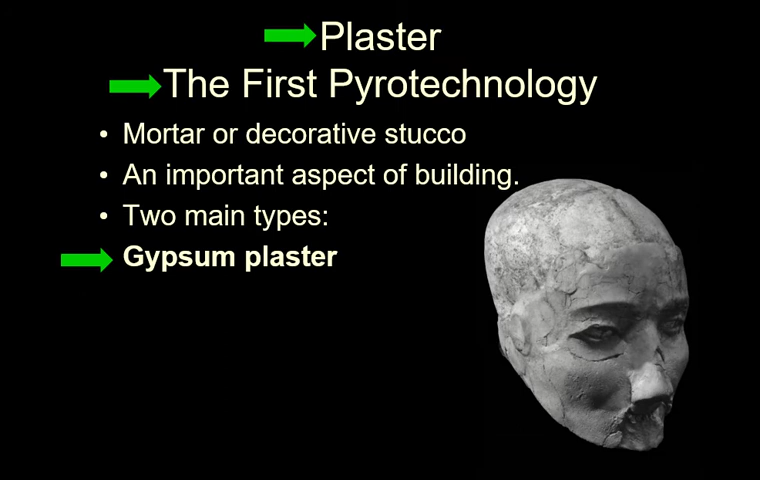 Plaster
The First Pyrotechnology
• Mortar or decorative stucco
• An important aspect of building.
• Two main types:
Gypsum plaster